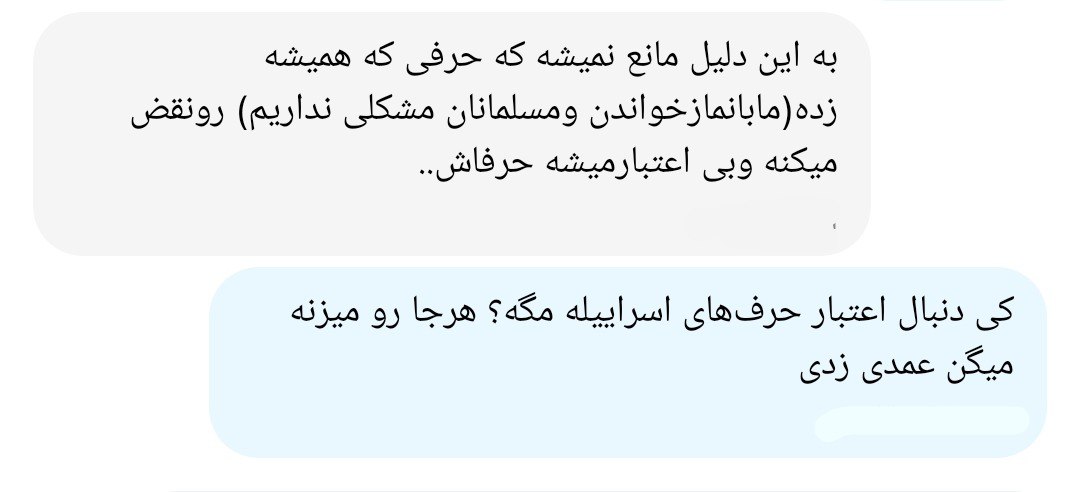 به این دلیل مانع نمیشه که حرفی که همیشه
زده(مابانمازخواندن ومسلمانان مشکلی نداریم) رونقض
میکنه وبی اعتبارمیشه حرفاش..
کی دنبال اعتبار حرف‌های اسراییله مگه؟ هرجا رو میزنه
میگن عمدی زدی